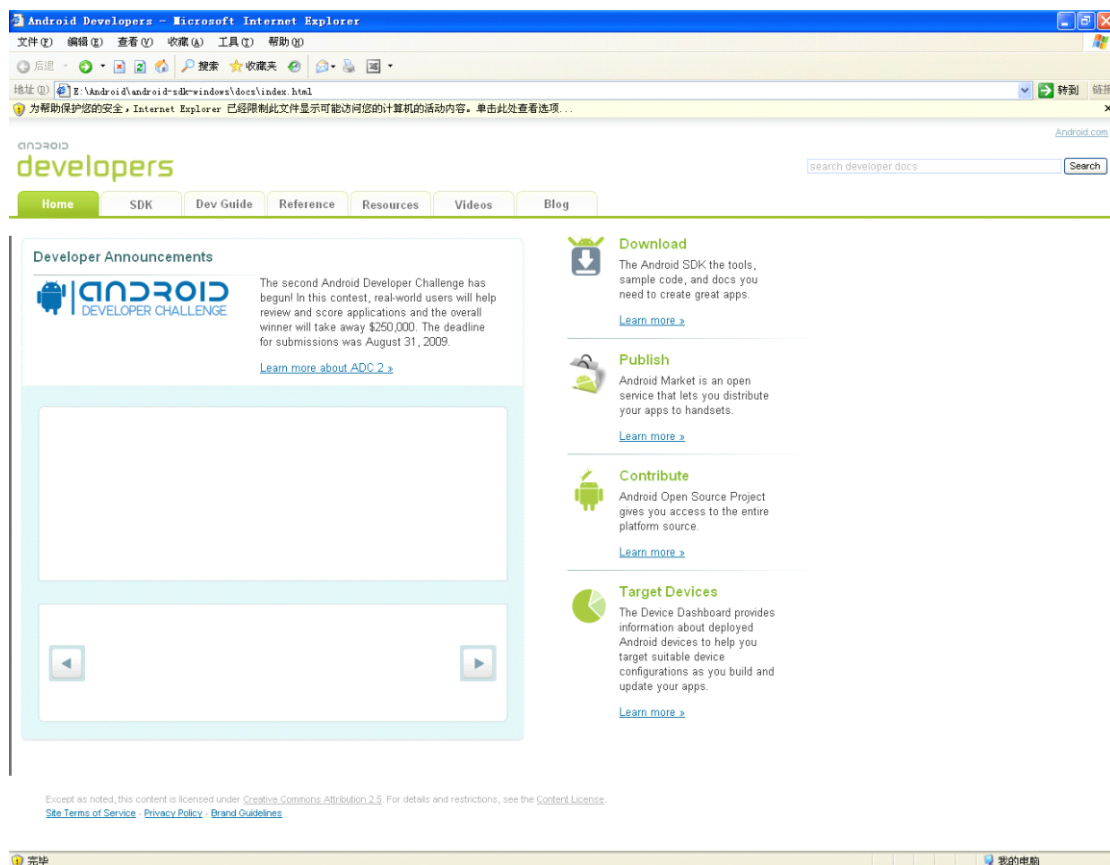 Android Developers - Microsoft Internet Explorer
文件(F) 编辑(E) 查看(V) 收藏(A) 工具(T) 帮助(H)
后退 搜索 收藏夹
地址(D) E:\Android\android-sdk-windows\docs\index.html 转到 链接
为帮助保护您的安全，Internet Explorer 已经限制此文件显示可能访问您的计算机的活动内容。单击此处查看选项...
Android.com
android
developers
search developer docs Search
Home SDK Dev Guide Reference Resources Videos Blog
Developer Announcements
android
DEVELOPER CHALLENGE
The second Android Developer Challenge has
begun! In this contest, real-world users will help
review and score applications and the overall
winner will take away $250,000. The deadline
for submissions was August 31, 2009.
Learn more about ADC 2 »
Download
The Android SDK the tools,
sample code, and docs you
need to create great apps.
Learn more »
Publish
Android Market is an open
service that lets you distribute
your apps to handsets.
Learn more »
Contribute
Android Open Source Project
gives you access to the entire
platform source.
Learn more »
Target Devices
The Device Dashboard provides
information about deployed
Android devices to help you
target suitable device
configurations as you build and
update your apps.
Learn more »
Except as noted, this content is licensed under Creative Commons Attribution 2.5. For details and restrictions, see the Content License.
Site Terms of Service - Privacy Policy - Brand Guidelines
完毕 我的电脑